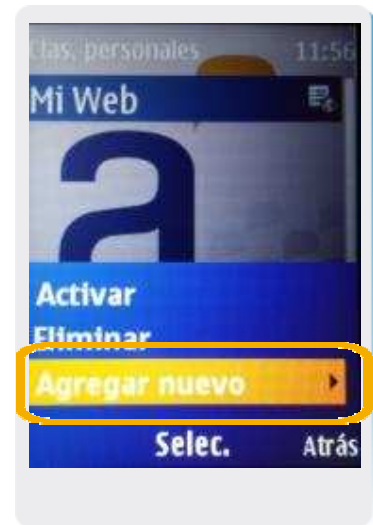 ctas. personales 11:56
Mi Web
a
Activar
Eliminar
Agregar nuevo
Selec. Atrás